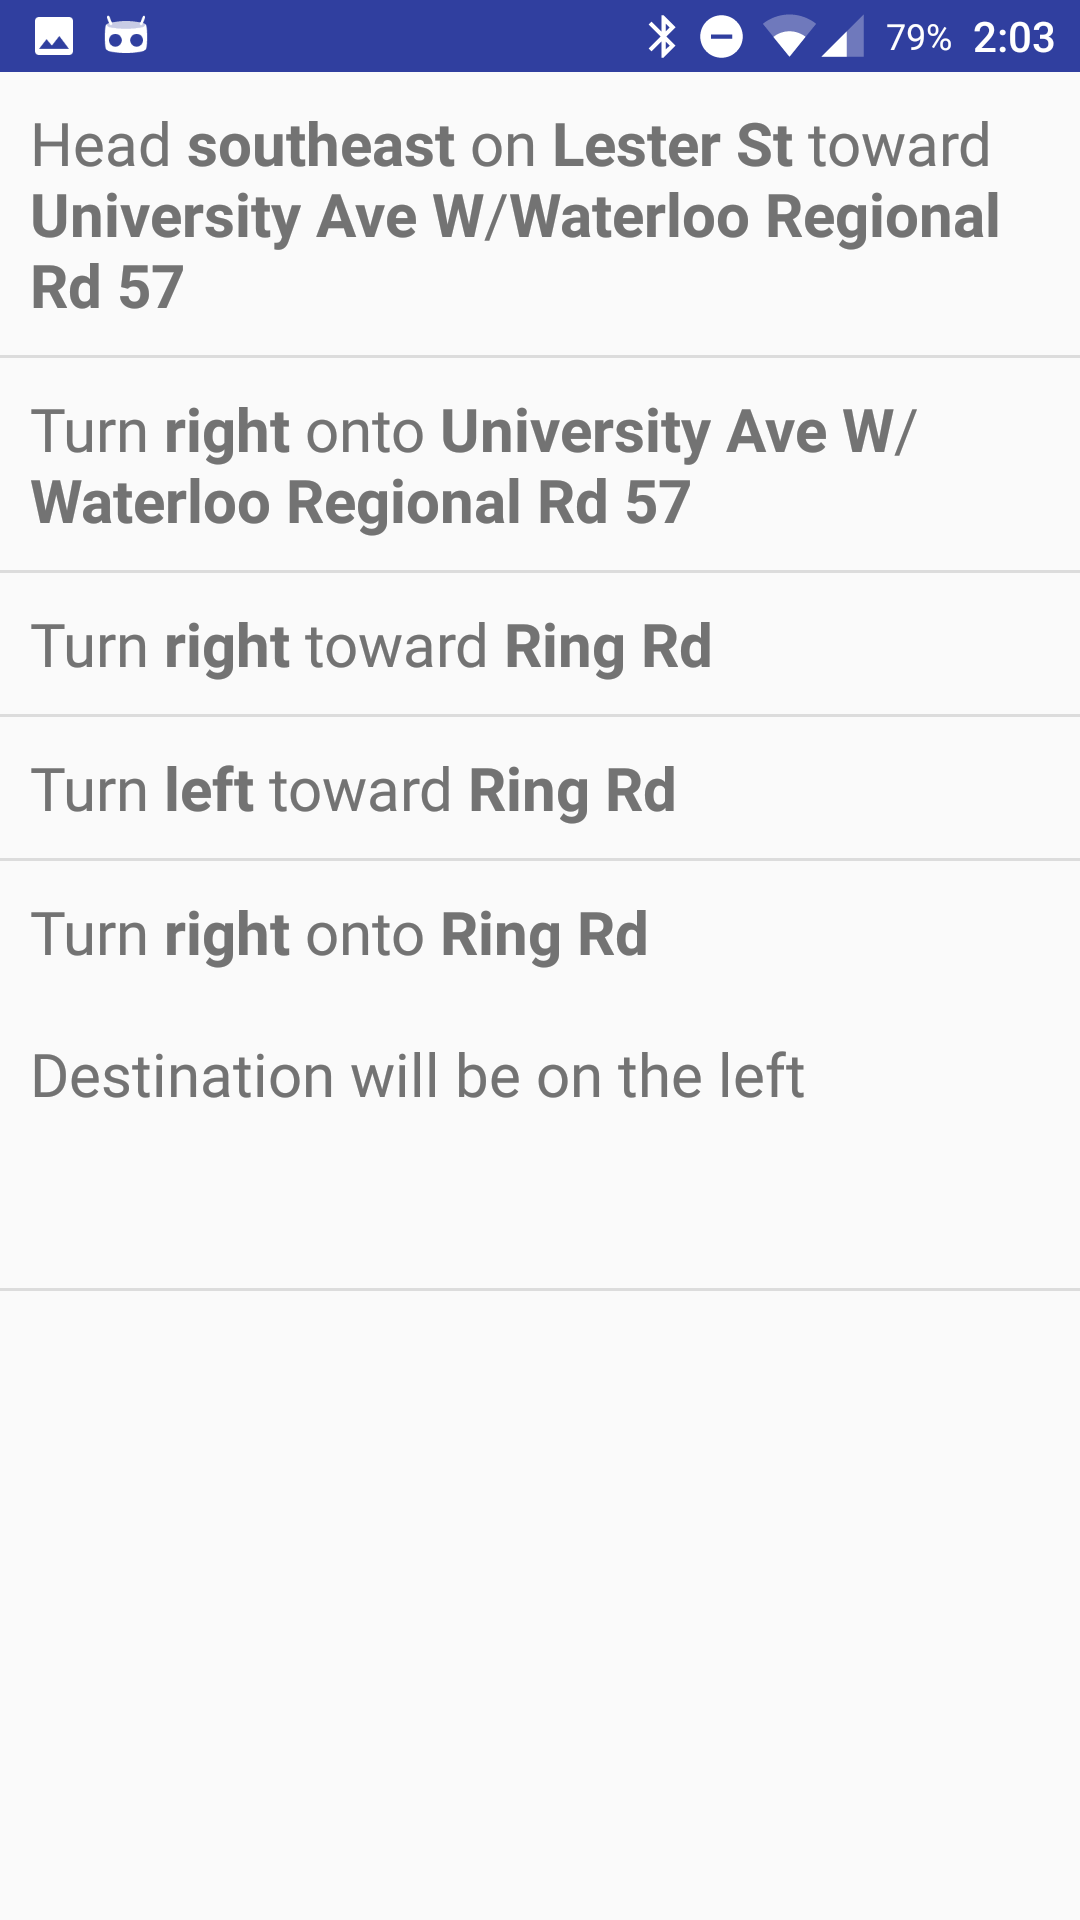 79% 2:03
Head southeast on Lester St toward
University Ave W/Waterloo Regional
Rd 57
Turn right onto University Ave W/
Waterloo Regional Rd 57
Turn right toward Ring Rd
Turn left toward Ring Rd
Turn right onto Ring Rd
Destination will be on the left